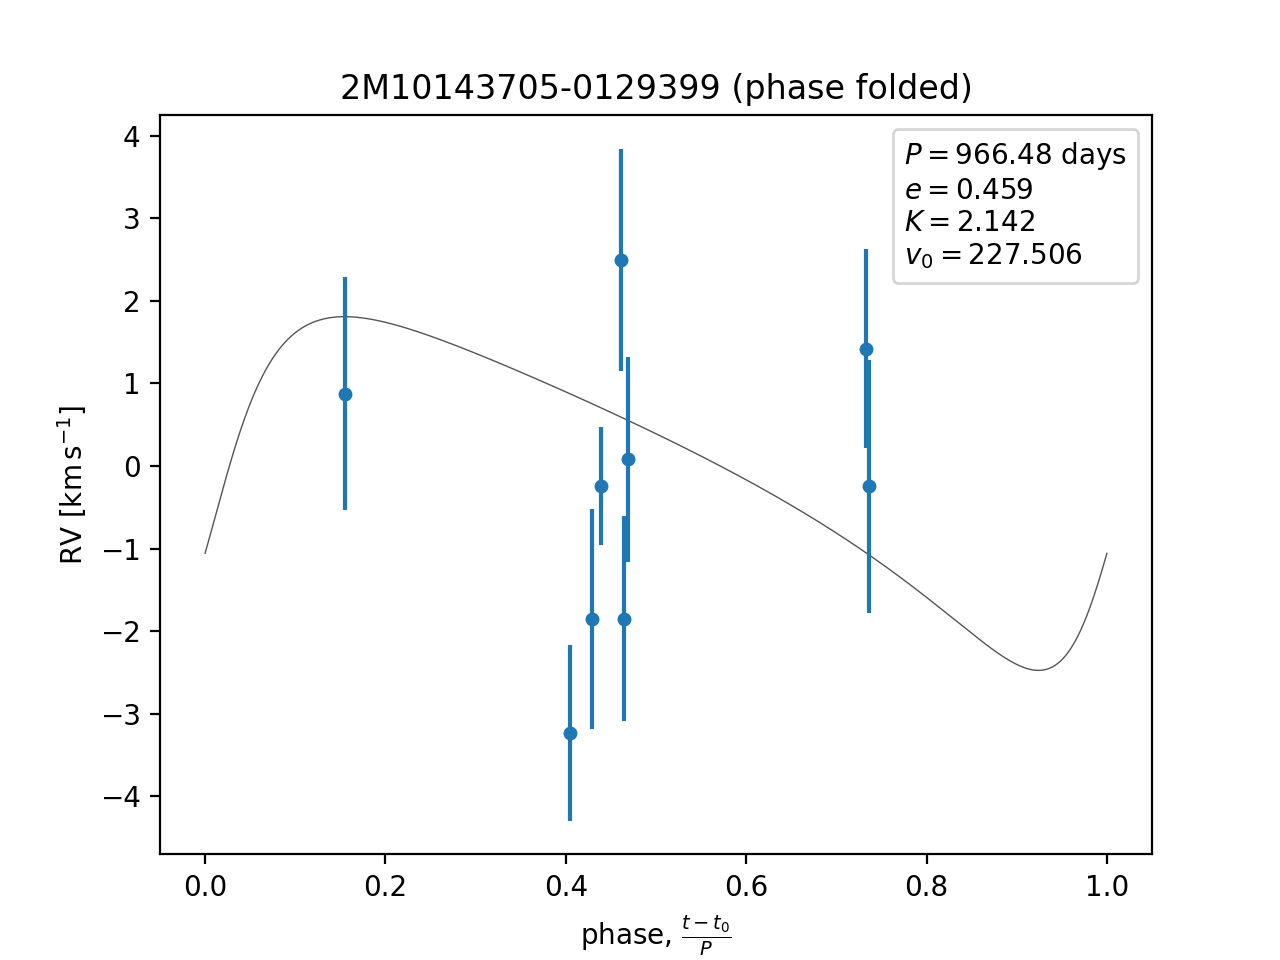 2M10143705-0129399 (phase folded)
P = 966.48 days
e = 0.459
K = 2.142
v₀ = 227.506
4
3
2
1
0
−1
−2
−3
−4
RV [km s⁻¹]
0.0 0.2 0.4 0.6 0.8 1.0
phase, (t − t₀)/P